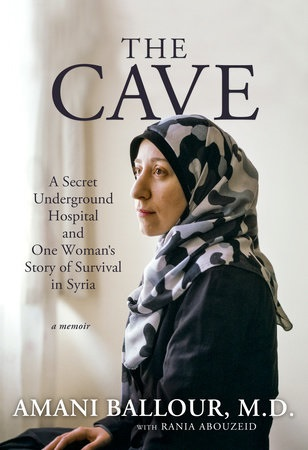 THE
CAVE
A Secret
Underground
Hospital
and
One Woman's
Story of Survival
in Syria
a memoir
AMANI BALLOUR, M.D.
WITH RANIA ABOUZEID